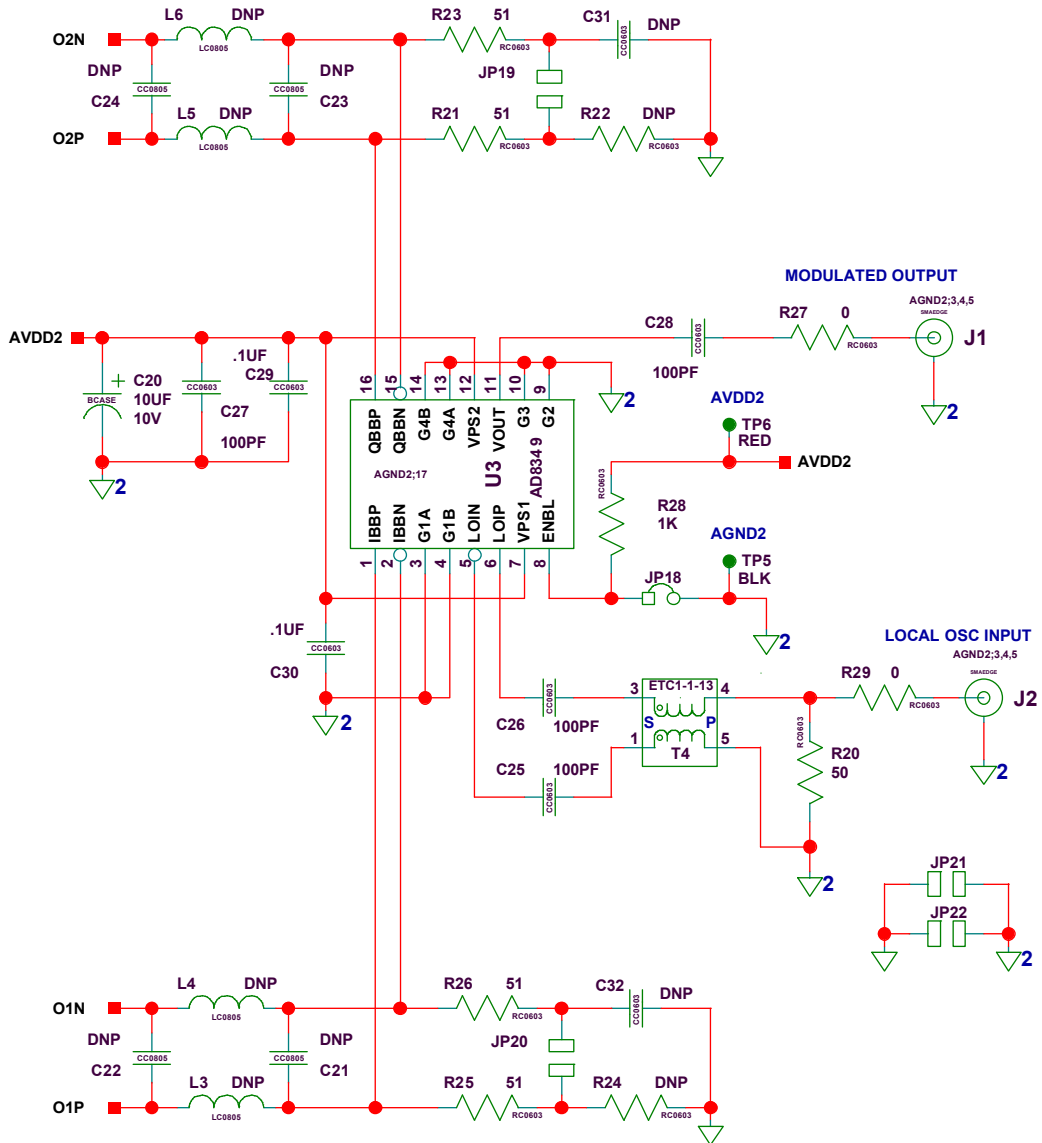 L6 DNP
LC0805
O2N
R23 51
RC0603
C31
CC0603
DNP
DNP
CC0805
C24
DNP
CC0805
C23
JP19
L5 DNP
LC0805
O2P
R21 51
RC0603
R22 DNP
RC0603
MODULATED OUTPUT
AGND2;3,4,5
SMAEDGE
J1
2
R27 0
RC0603
C28
CC0603
100PF
AVDD2
+
C20
BCASE
10UF
10V
CC0603
C27
100PF
.1UF
C29
CC0603
2
16 15 14 13 12 11 10 9
2
QBBP QBBN G4B G4A VPS2 VOUT G3 G2
AGND2;17
U3
AD8349
IBBP IBBN G1A G1B LOIN LOIP VPS1 ENBL
1 2 3 4 5 6 7 8
AVDD2
TP6
RED
AVDD2
RC0603
R28
1K
AGND2
TP5
BLK
JP18
2
.1UF
CC0603
C30
2
LOCAL OSC INPUT
AGND2;3,4,5
SMAEDGE
J2
2
R29 0
RC0603
C26
CC0603
100PF
C25
CC0603
100PF
3 ETC1-1-13 4
S P
1 T4 5
RC0603
R20
50
2
JP21
JP22
2
L4 DNP
LC0805
O1N
R26 51
RC0603
C32
CC0603
DNP
DNP
CC0805
C22
CC0805
DNP
C21
JP20
L3 DNP
LC0805
O1P
R25 51
RC0603
R24 DNP
RC0603